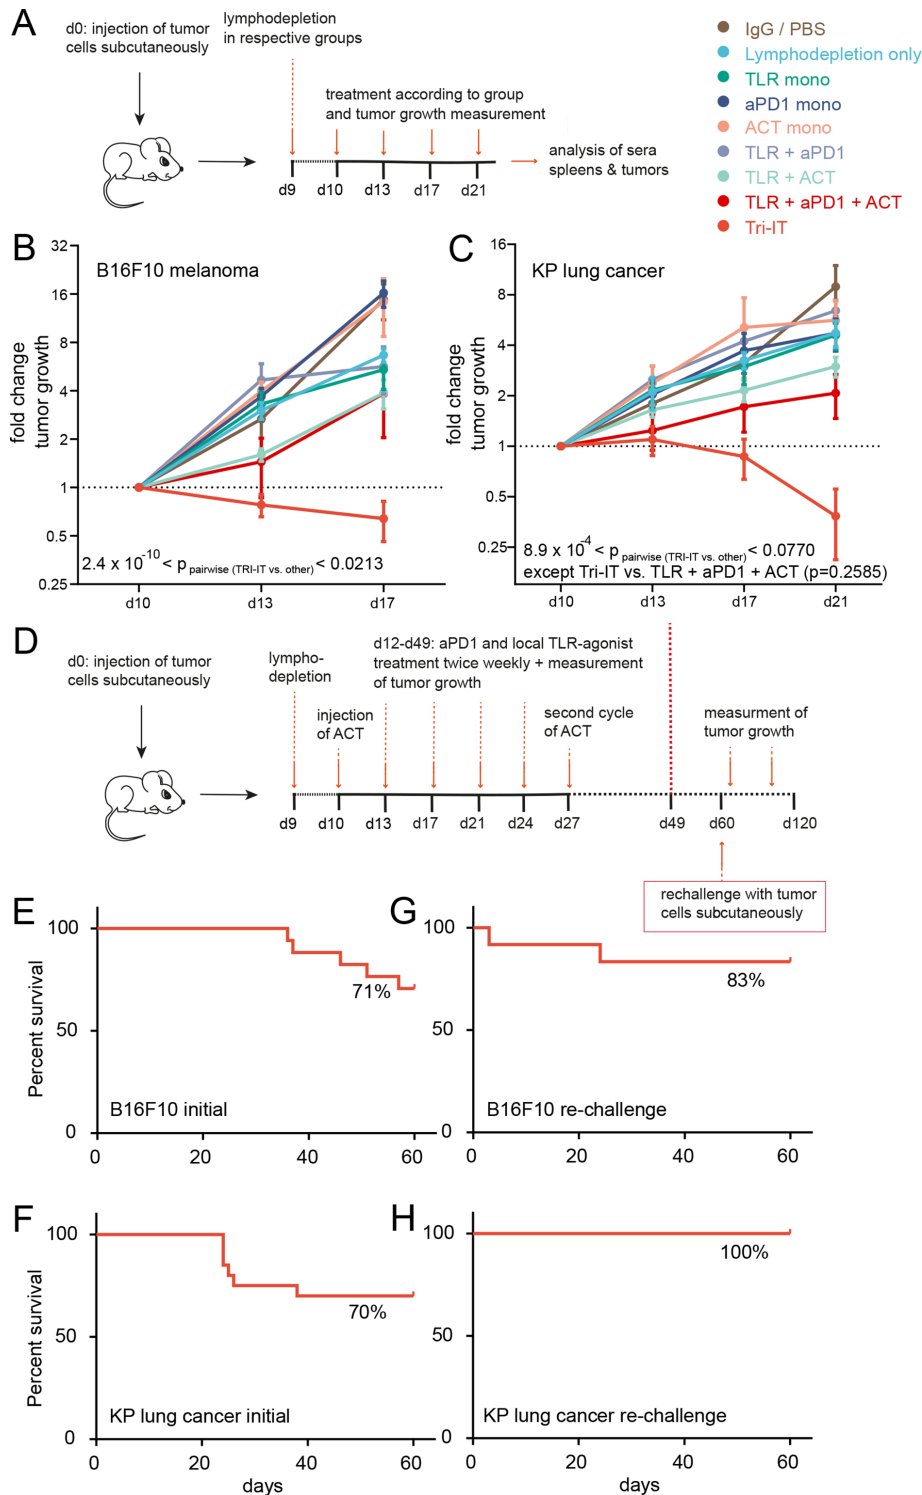 A
d0: injection of tumor
cells subcutaneously
lymphodepletion
in respective groups
treatment according to group
and tumor growth measurement
d9
d10
d13
d17
d21
analysis of sera
spleens & tumors
IgG / PBS
Lymphodepletion only
TLR mono
aPD1 mono
ACT mono
TLR + aPD1
TLR + ACT
TLR + aPD1 + ACT
Tri-IT
B
B16F10 melanoma
fold change
tumor growth
32
16
8
4
2
1
0.5
0.25
2.4 x 10^-10 < p pairwise (TRI-IT vs. other) < 0.0213
d10
d13
d17
C
KP lung cancer
fold change
tumor growth
16
8
4
2
1
0.5
0.25
8.9 x 10^-4 < p pairwise (TRI-IT vs. other) < 0.0770
except Tri-IT vs. TLR + aPD1 + ACT (p=0.2585)
d10
d13
d17
d21
D
d0: injection of tumor
cells subcutaneously
lympho-
depletion
injection
of ACT
d12-d49: aPD1 and local TLR-agonist
treatment twice weekly + measurement
of tumor growth
second cycle
of ACT
measurment of
tumor growth
d9
d10
d13
d17
d21
d24
d27
d49
d60
d120
rechallenge with tumor
cells subcutaneously
E
Percent survival
100
50
0
71%
B16F10 initial
0
20
40
60
G
100
50
0
83%
B16F10 re-challenge
0
20
40
60
F
Percent survival
100
50
0
70%
KP lung cancer initial
0
20
40
60
days
H
100
50
0
100%
KP lung cancer re-challenge
0
20
40
60
days